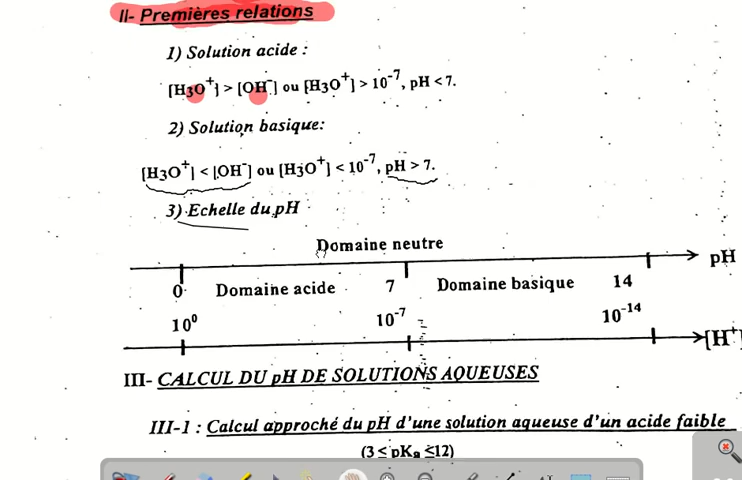 II- Premières relations
1) Solution acide :
[H3O+] > [OH-] ou [H3O+] > 10-7, pH < 7.
2) Solution basique:
[H3O+] < [OH-] ou [H3O+] < 10-7, pH > 7.
3) Echelle du pH
Domaine neutre
pH
0 Domaine acide 7 Domaine basique 14
10⁰ 10-7 10-14
[H+]
III- CALCUL DU pH DE SOLUTIONS AQUEUSES
III-1 : Calcul approché du pH d'une solution aqueuse d'un acide faible
(3 ≤ pKa ≤12)